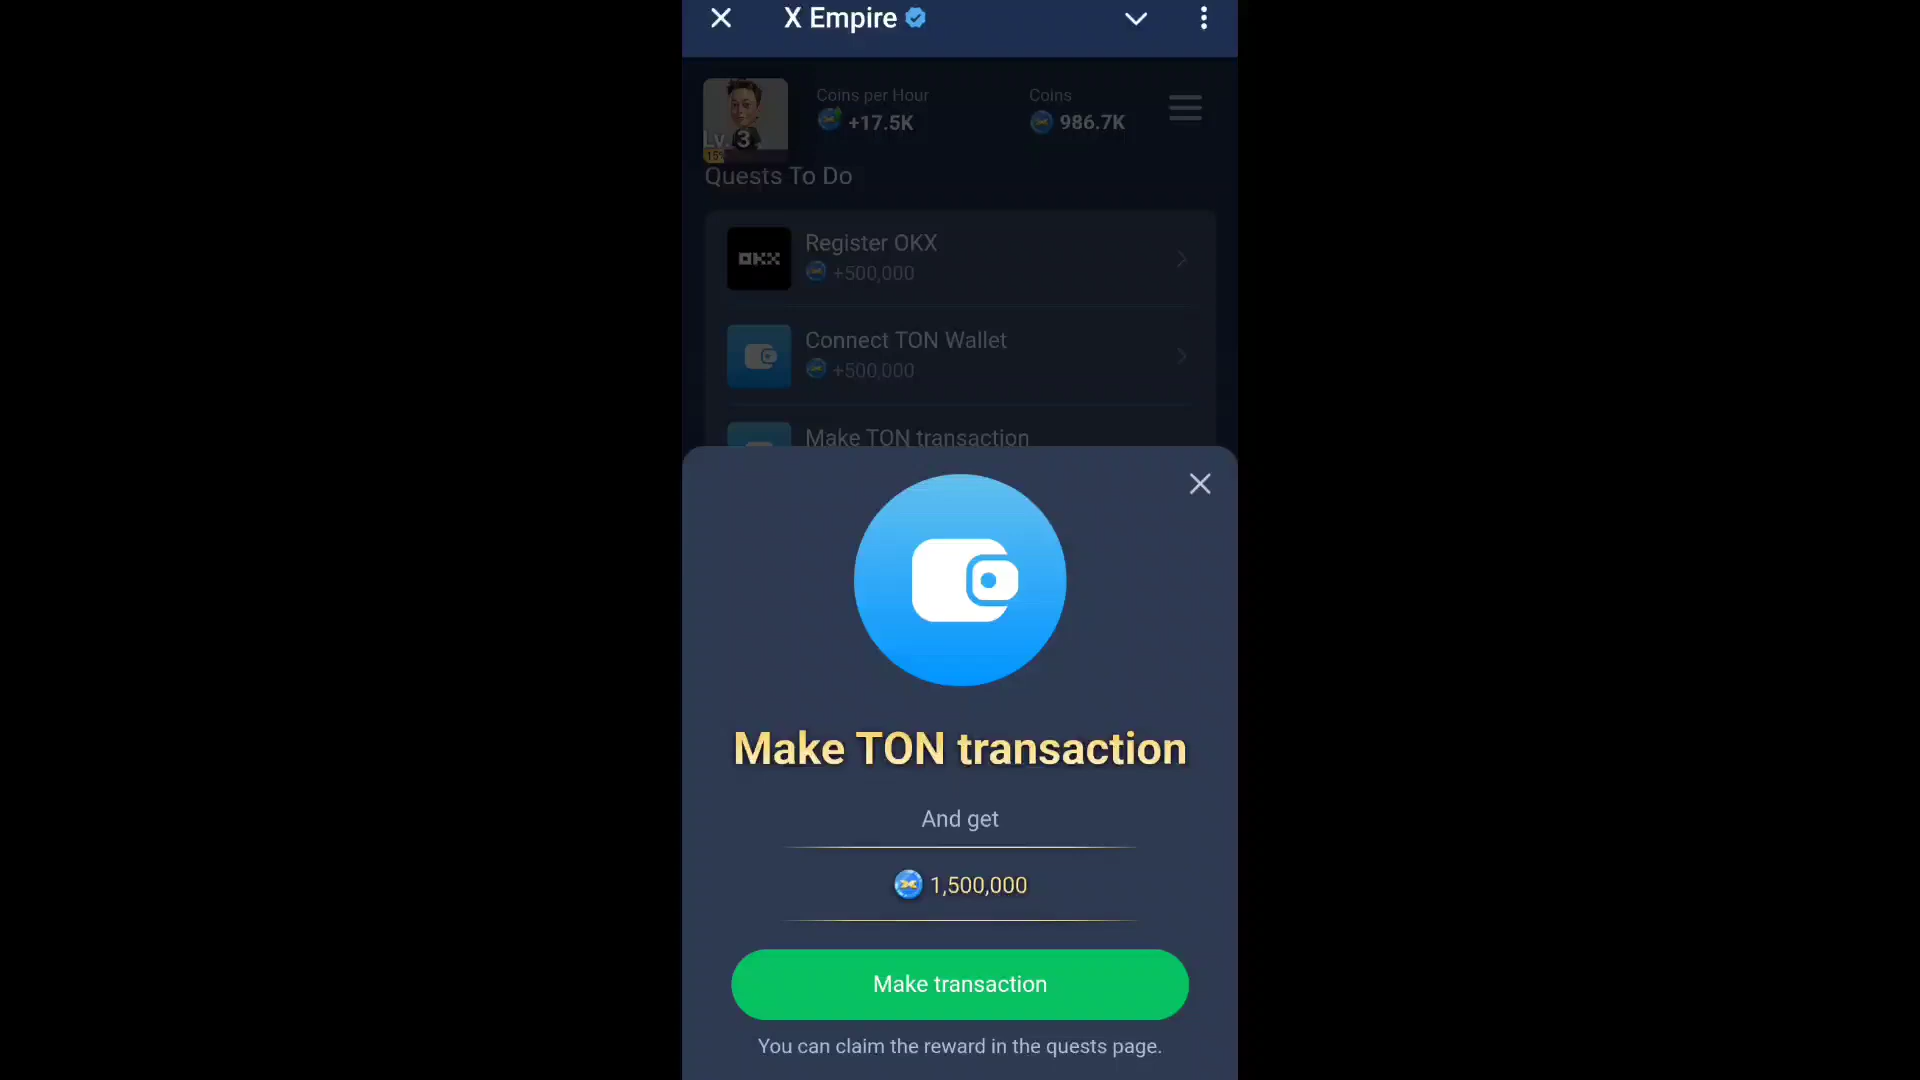 X Empire
Coins per Hour
Coins
+17.5K
986.7K
Lv. 3
15%
Quests To Do
OKX
Register OKX
+500,000
Connect TON Wallet
+500,000
Make TON transaction
Make TON transaction
And get
1,500,000
Make transaction
You can claim the reward in the quests page.